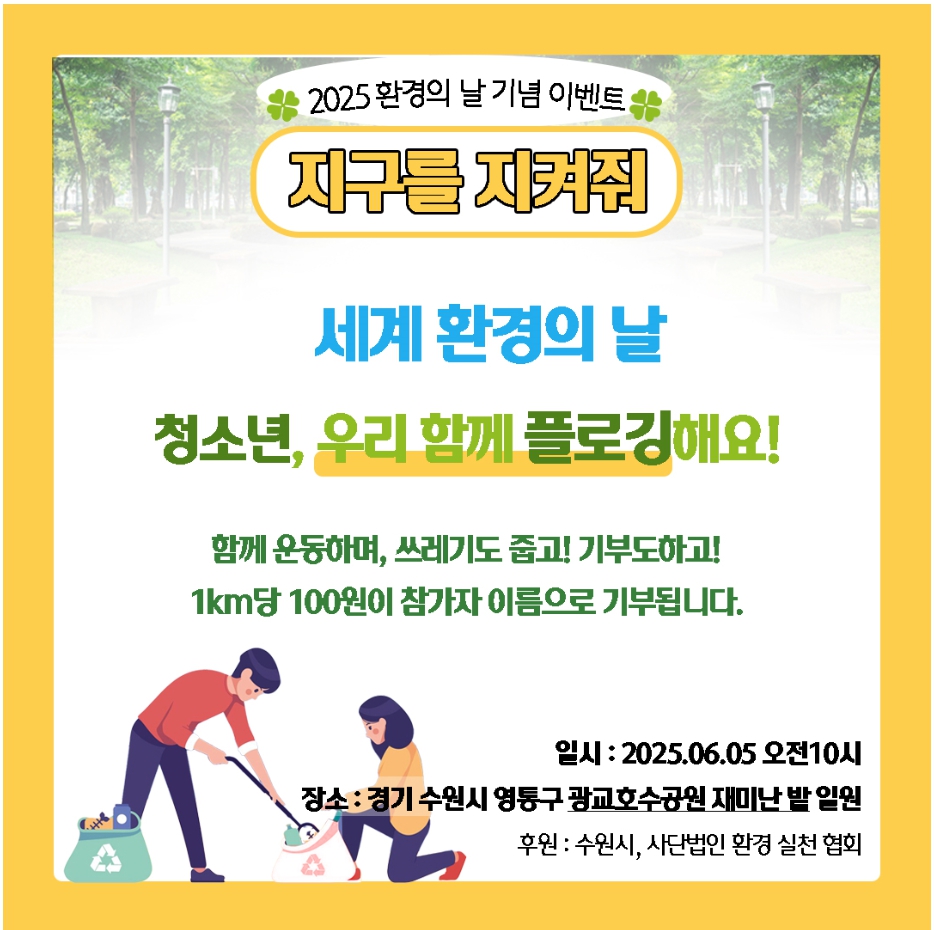 2025 환경의 날 기념 이벤트
지구를 지켜줘
세계 환경의 날
청소년, 우리 함께 플로깅해요!
함께 운동하며, 쓰레기도 줍고! 기부도하고!
1km당 100원이 참가자 이름으로 기부됩니다.
일시 : 2025.06.05 오전10시
장소 : 경기 수원시 영통구 광교호수공원 재미난 밭 일원
후원 : 수원시, 사단법인 환경 실천 협회